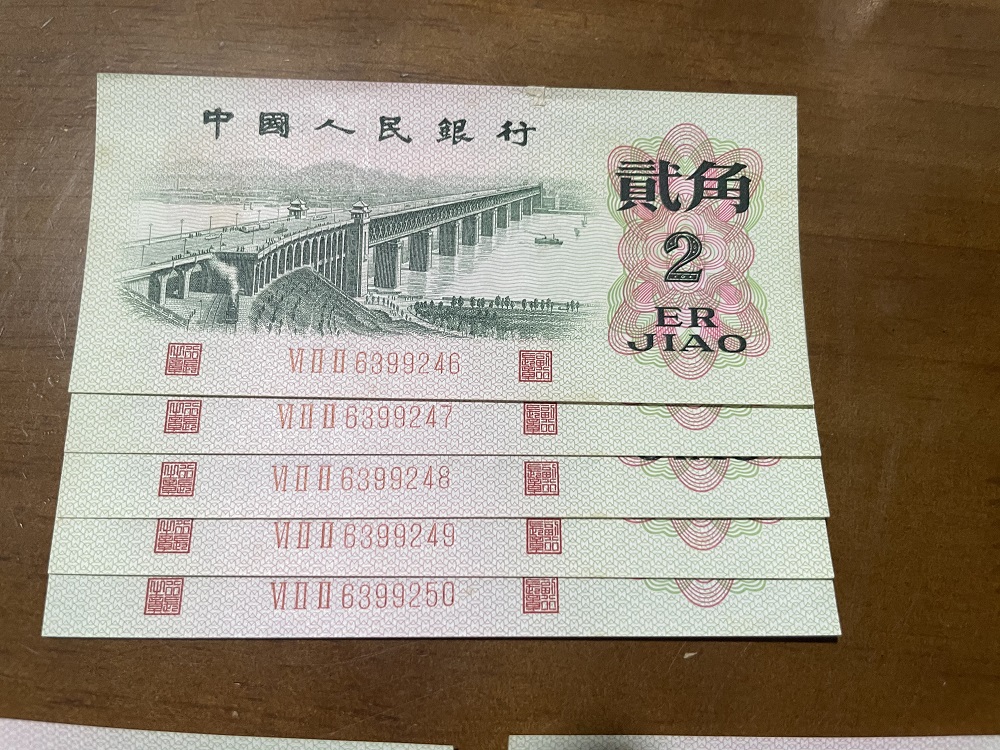 中國人民銀行
貳角
2
ER
JIAO
VI II II 6399246
VI II II 6399247
VI II II 6399248
VI II II 6399249
VI II II 6399250